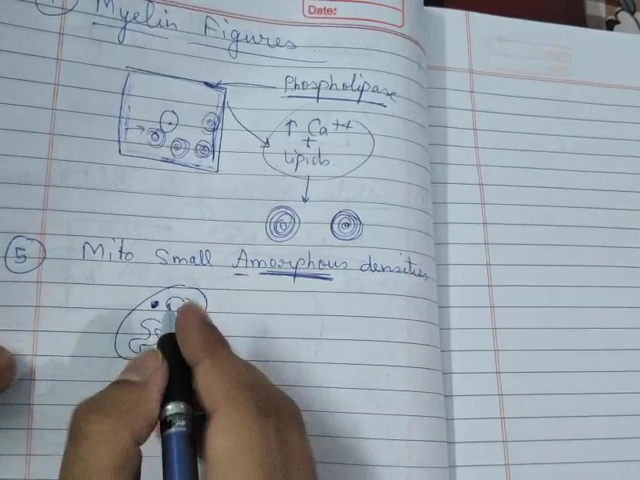 Date:
Myelin Figures
Phospholipase
↑ Ca++
+
lipids
5 Mito Small Amorphous densities